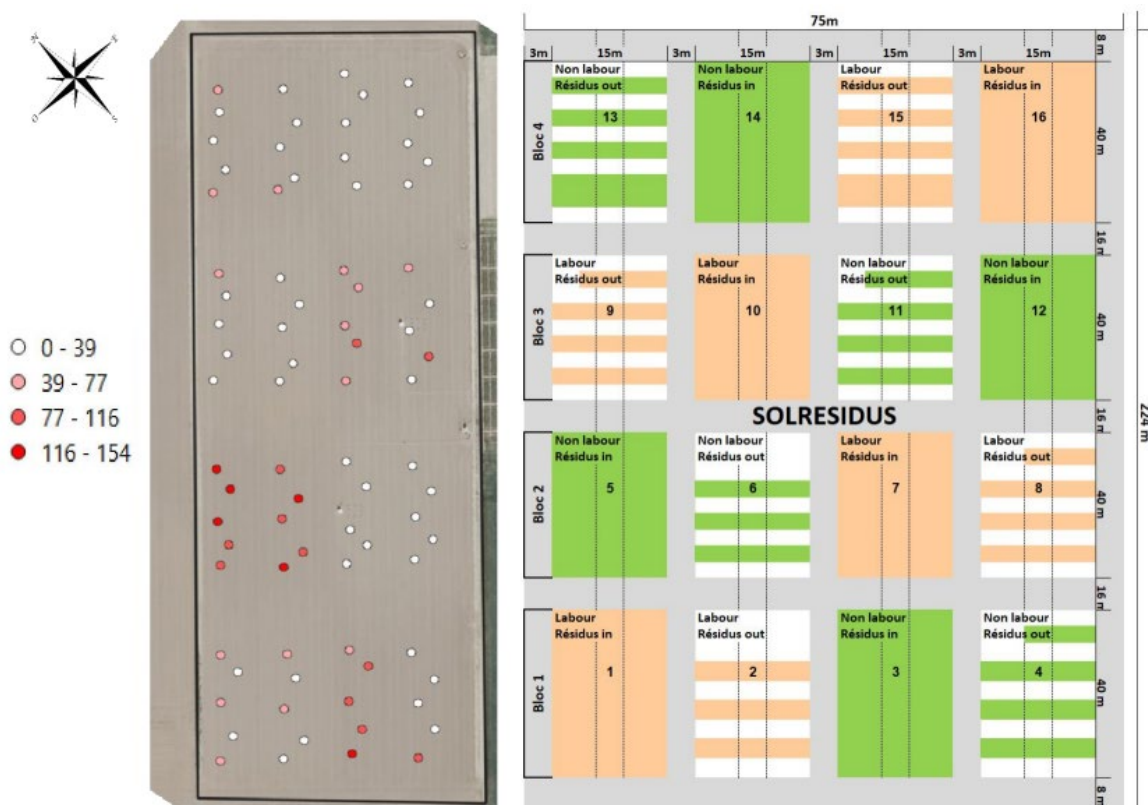 75m
3m
15m
3m
15m
3m
15m
3m
15m
8 m
Bloc 4
Non labour
Résidus out
13
Non labour
Résidus in
14
Labour
Résidus out
15
Labour
Résidus in
16
40 m
16 m
Bloc 3
Labour
Résidus out
9
Labour
Résidus in
10
Non labour
Résidus out
11
Non labour
Résidus in
12
40 m
0 - 39
39 - 77
77 - 116
116 - 154
SOLRESIDUS
16 m
224 m
Bloc 2
Non labour
Résidus in
5
Non labour
Résidus out
6
Labour
Résidus in
7
Labour
Résidus out
8
40 m
16 m
Bloc 1
Labour
Résidus in
1
Labour
Résidus out
2
Non labour
Résidus in
3
Non labour
Résidus out
4
40 m
8 m